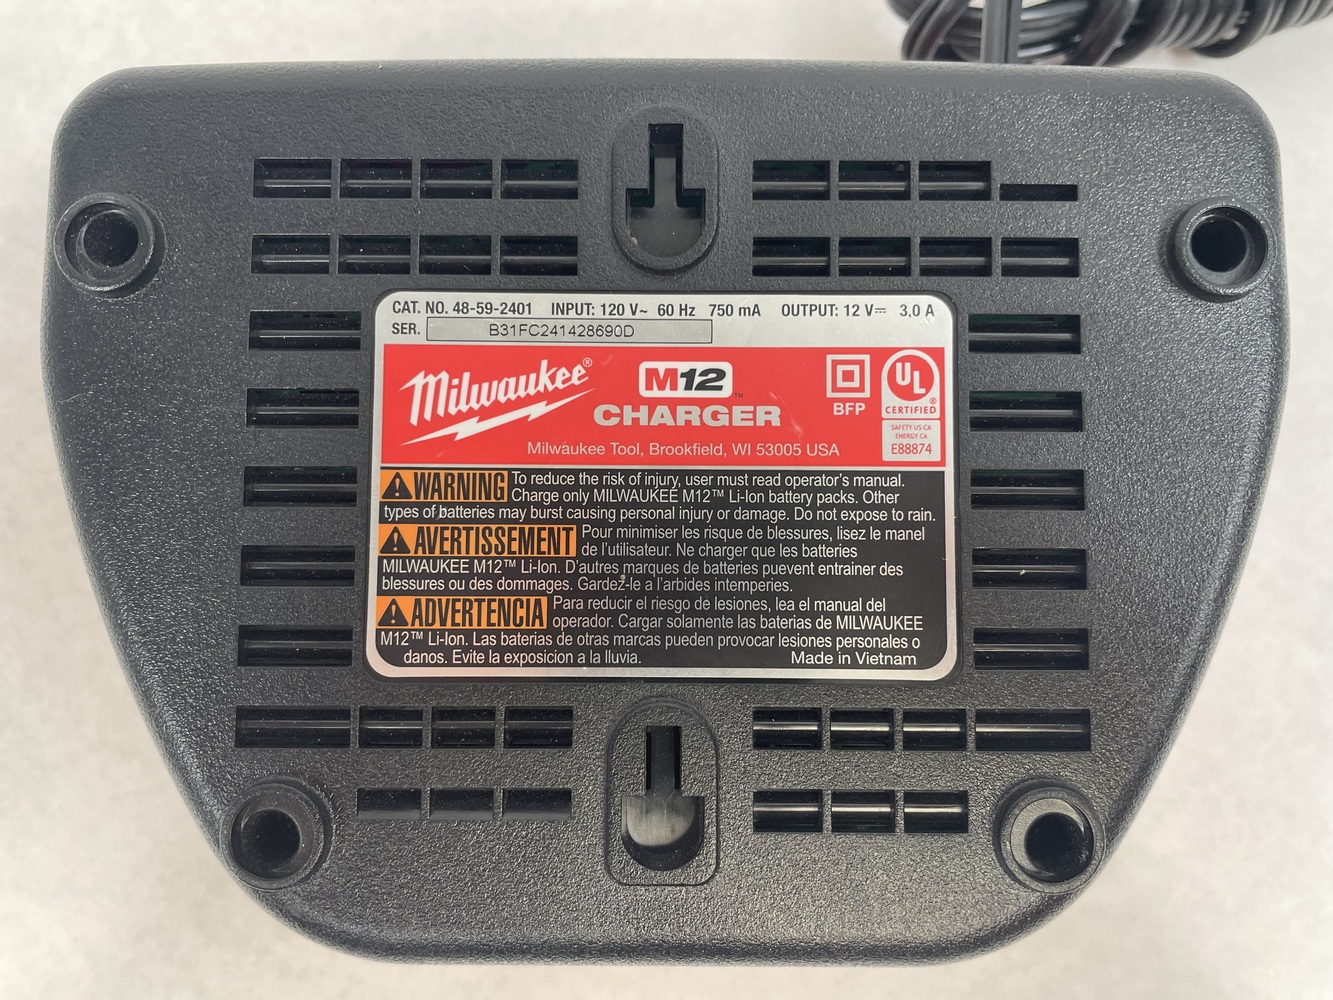 CAT. NO. 48-59-2401 INPUT: 120 V~ 60 Hz 750 mA OUTPUT: 12 V⎓ 3,0 A
SER. B31FC241428690D
Milwaukee®
M12™
CHARGER
BFP
UL®
CERTIFIED
SAFETY US CA
ENERGY CA
E88874
Milwaukee Tool, Brookfield, WI 53005 USA
⚠WARNING To reduce the risk of injury, user must read operator's manual.
Charge only MILWAUKEE M12™ Li-Ion battery packs. Other
types of batteries may burst causing personal injury or damage. Do not expose to rain.
⚠AVERTISSEMENT Pour minimiser les risque de blessures, lisez le manel
de l'utilisateur. Ne charger que les batteries
MILWAUKEE M12™ Li-Ion. D'autres marques de batteries puevent entrainer des
blessures ou des dommages. Gardez-le a l'arbides intemperies.
⚠ADVERTENCIA Para reducir el riesgo de lesiones, lea el manual del
operador. Cargar solamente las baterias de MILWAUKEE
M12™ Li-Ion. Las baterias de otras marcas pueden provocar lesiones personales o
danos. Evite la exposicion a la lluvia. Made in Vietnam